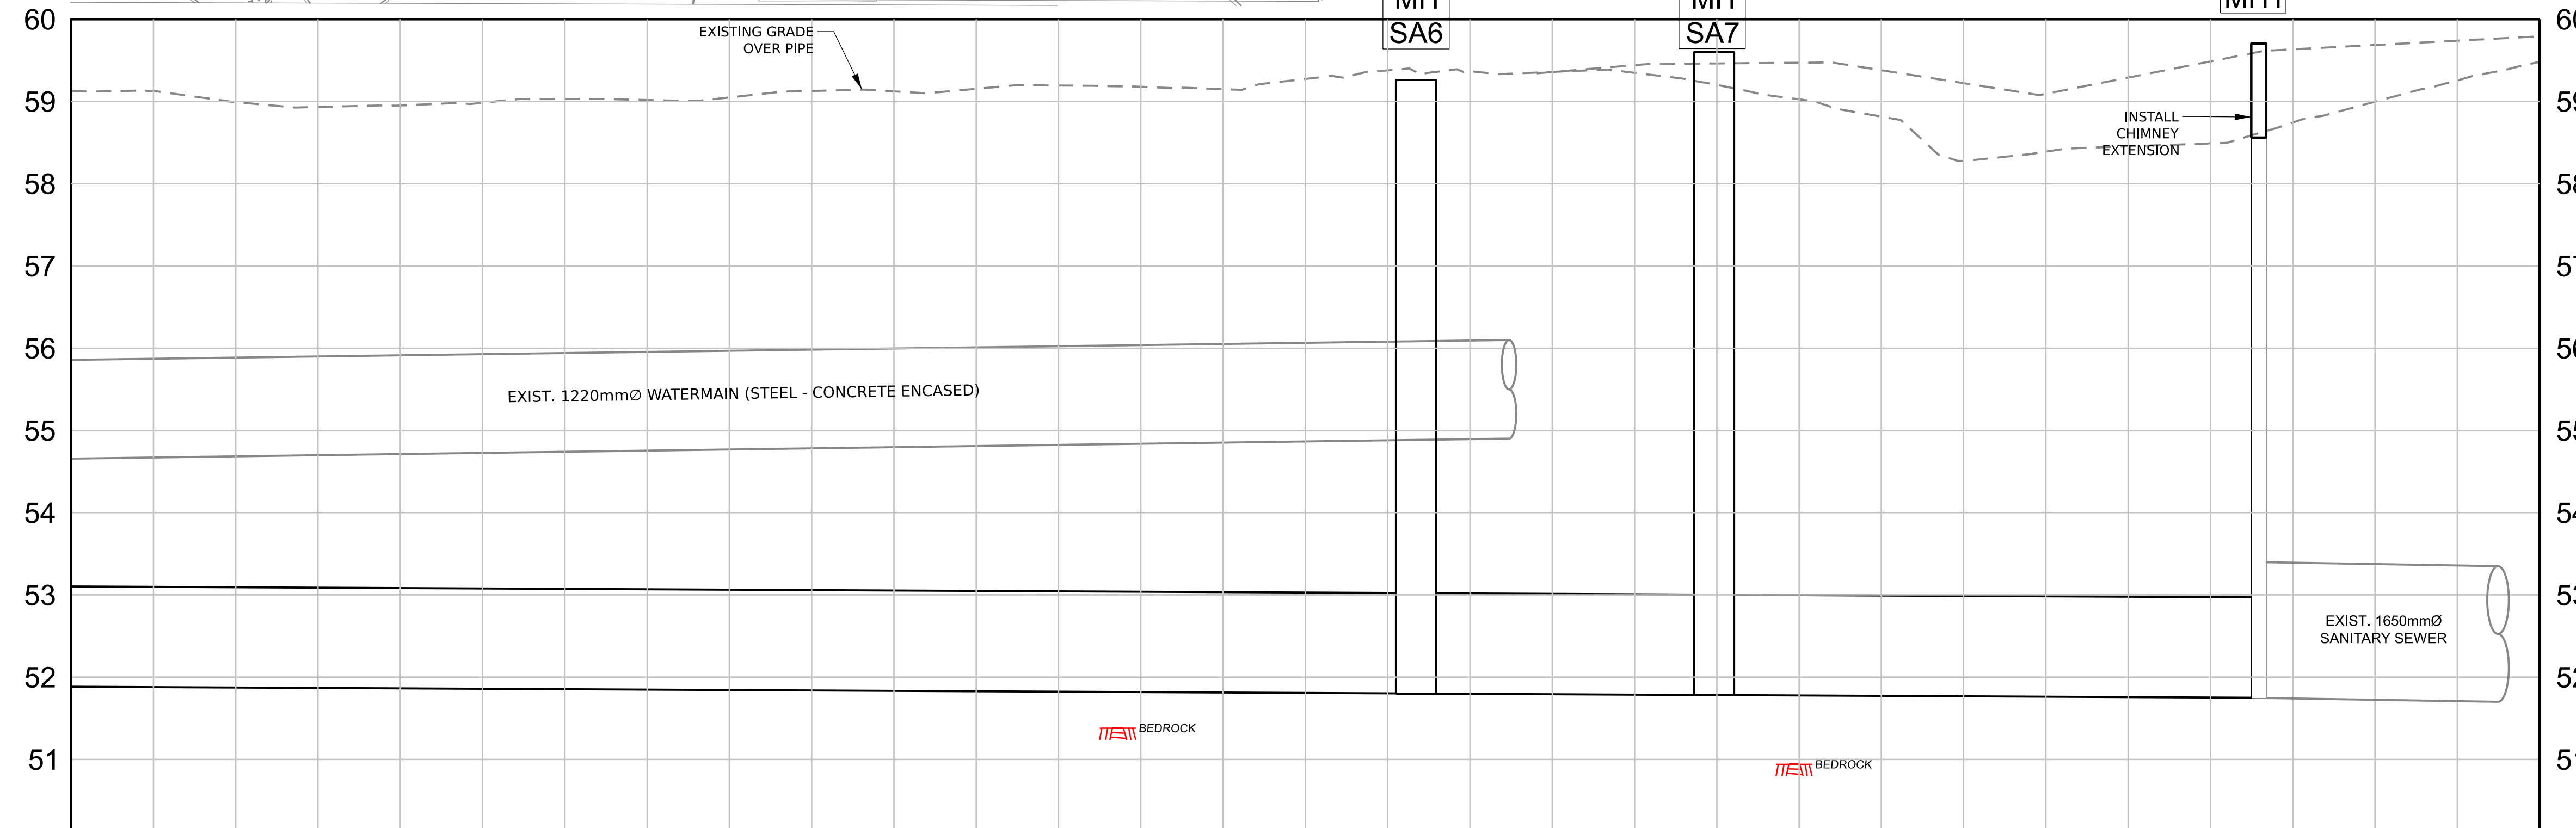 60
EXISTING GRADE
OVER PIPE
SA6
SA7
59
INSTALL
CHIMNEY
EXTENSION
58
57
56
EXIST. 1220mmØ WATERMAIN (STEEL - CONCRETE ENCASED)
55
54
53
EXIST. 1650mmØ
SANITARY SEWER
52
BEDROCK
51
BEDROCK